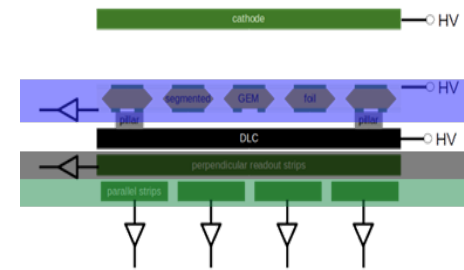 cathode HV
HV
segmented GEM foil
pillar pillar
DLC HV
perpendicular readout strips
parallel strips